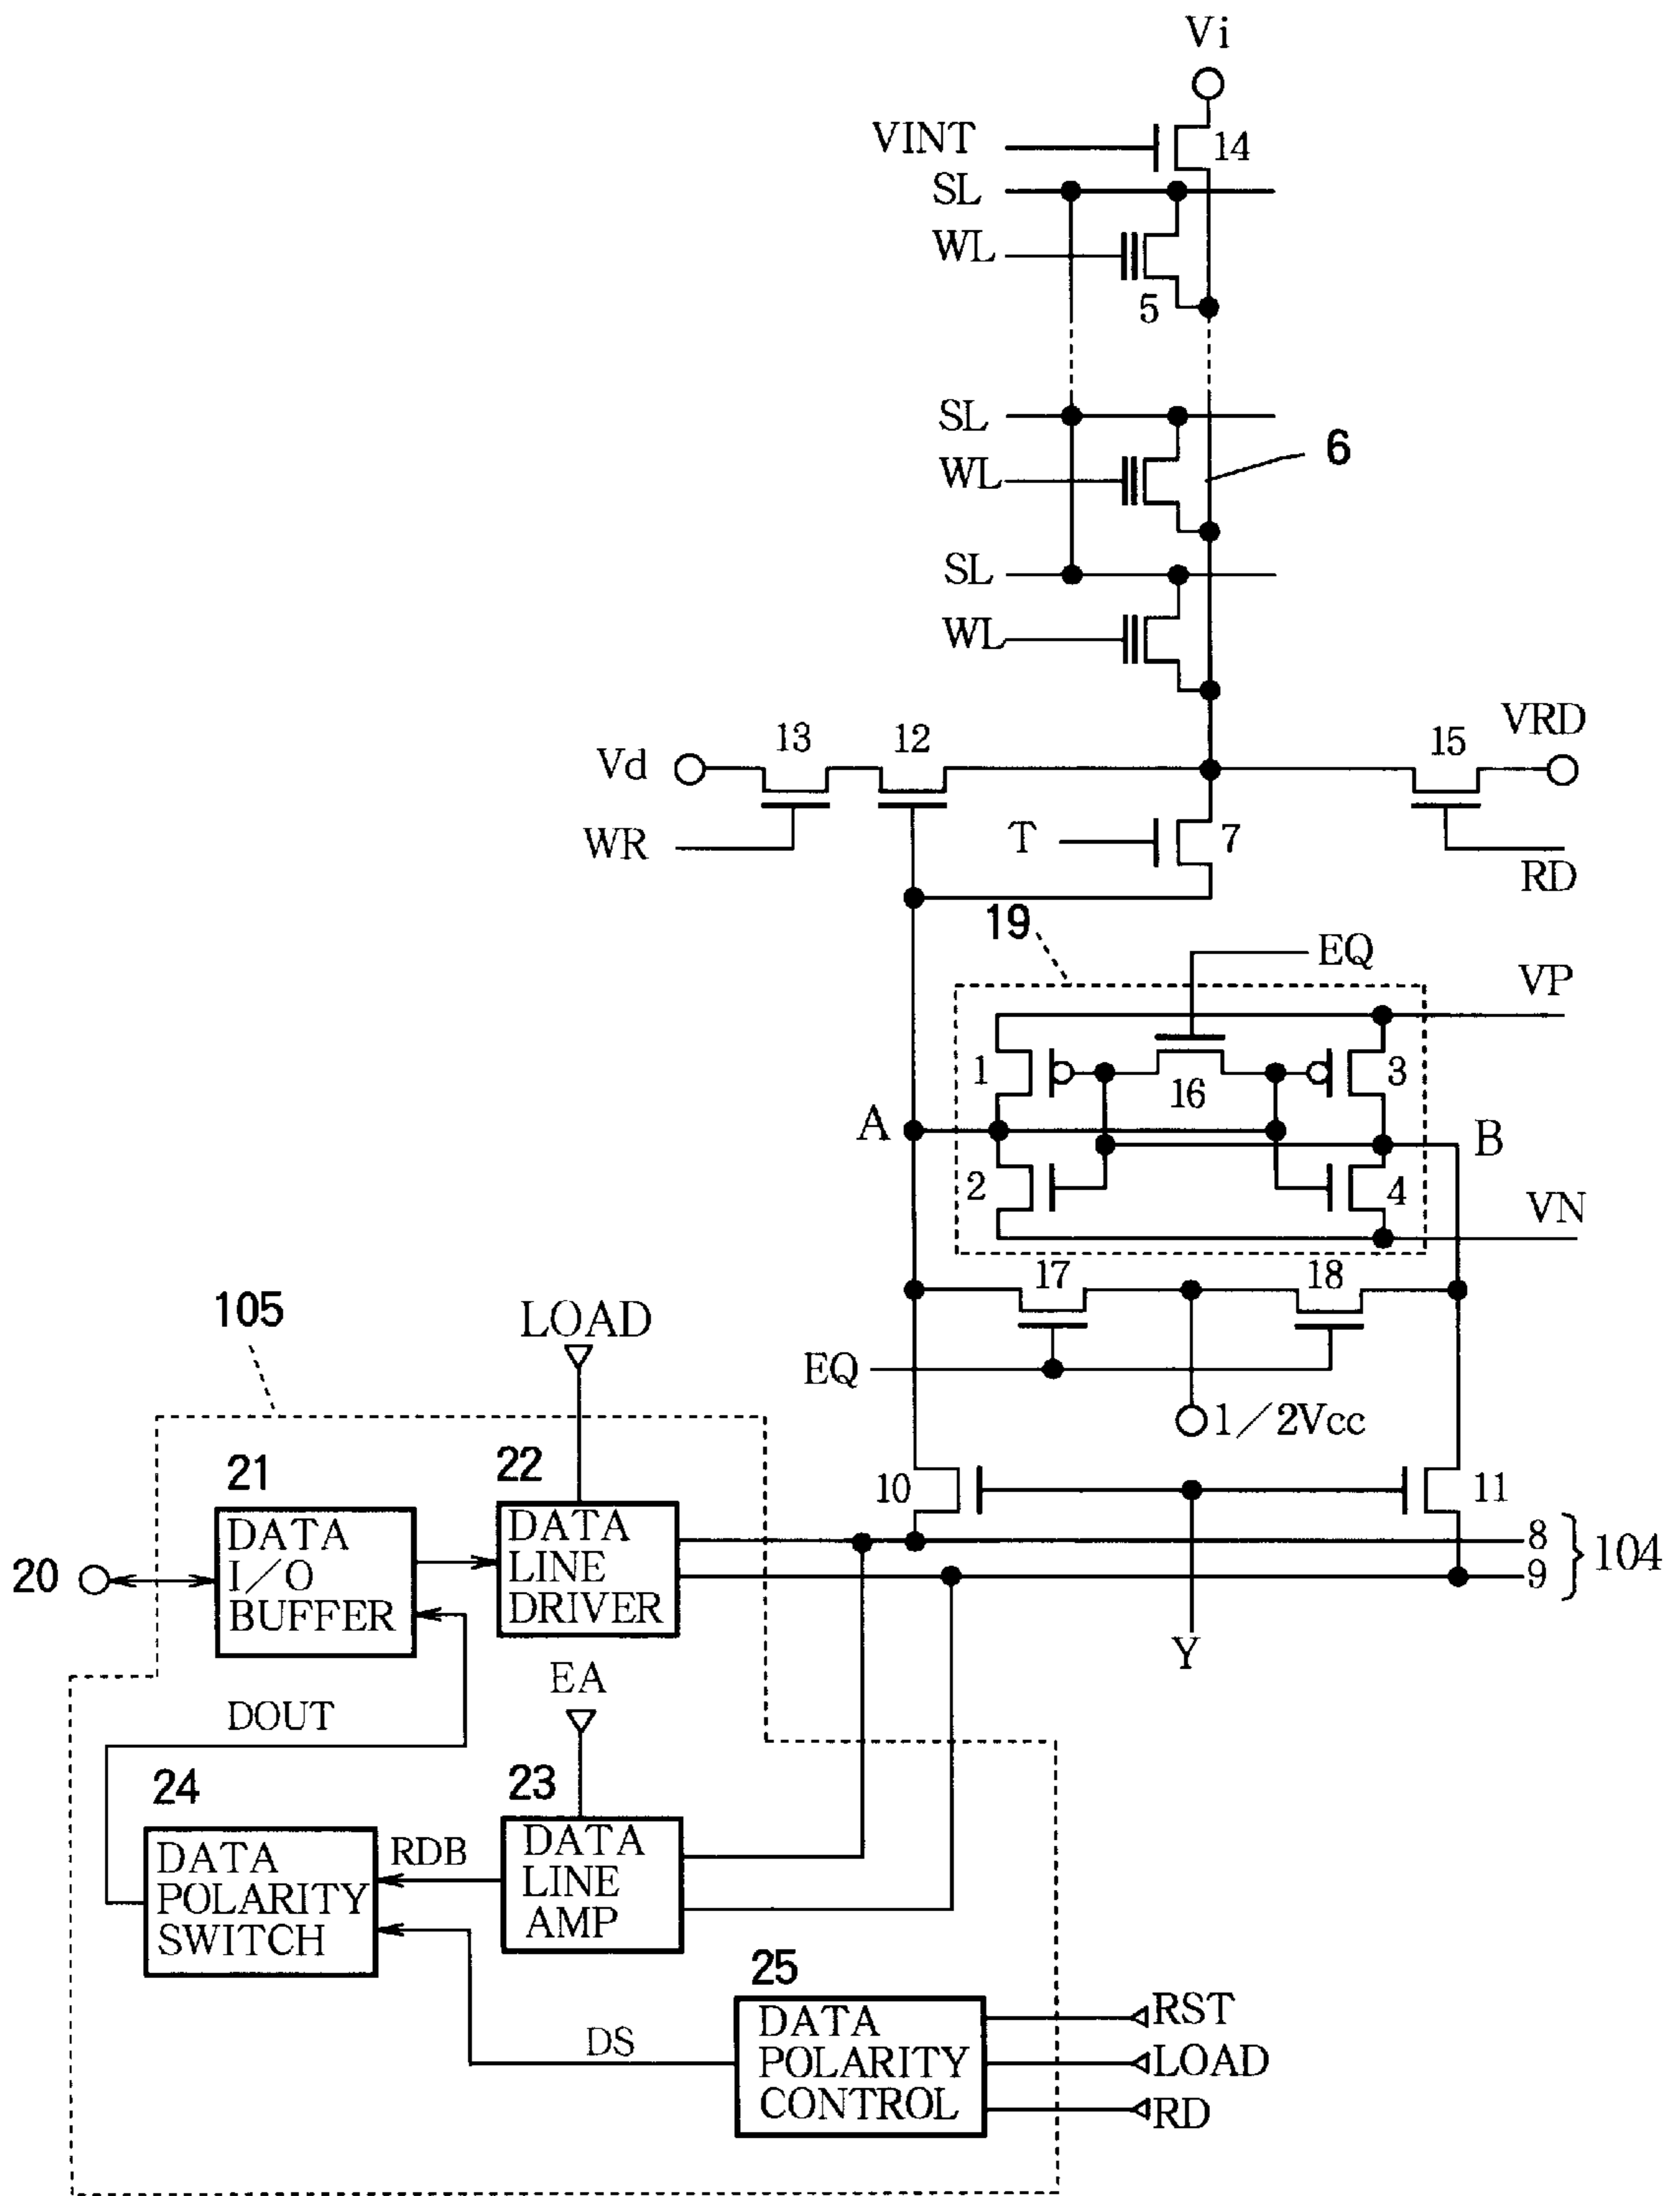 Vi
VINT
14
SL
WL
5
SL
6
WL
SL
WL
VRD
13
12
15
Vd
WR
T
7
RD
19
EQ
VP
1
3
16
A
B
2
4
VN
17
18
105
LOAD
EQ
1/2Vcc
21
22
10
11
DATA
I/O
BUFFER
DATA
LINE
DRIVER
8
9
104
20
Y
EA
DOUT
24
23
DATA
POLARITY
SWITCH
RDB
DATA
LINE
AMP
25
DS
DATA
POLARITY
CONTROL
RST
LOAD
RD